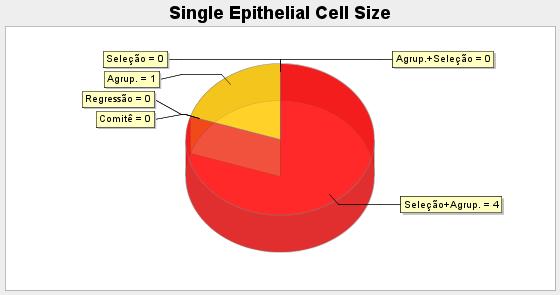 Single Epithelial Cell Size
Seleção = 0
Agrup.+Seleção = 0
Agrup. = 1
Regressão = 0
Comitê = 0
Seleção+Agrup. = 4